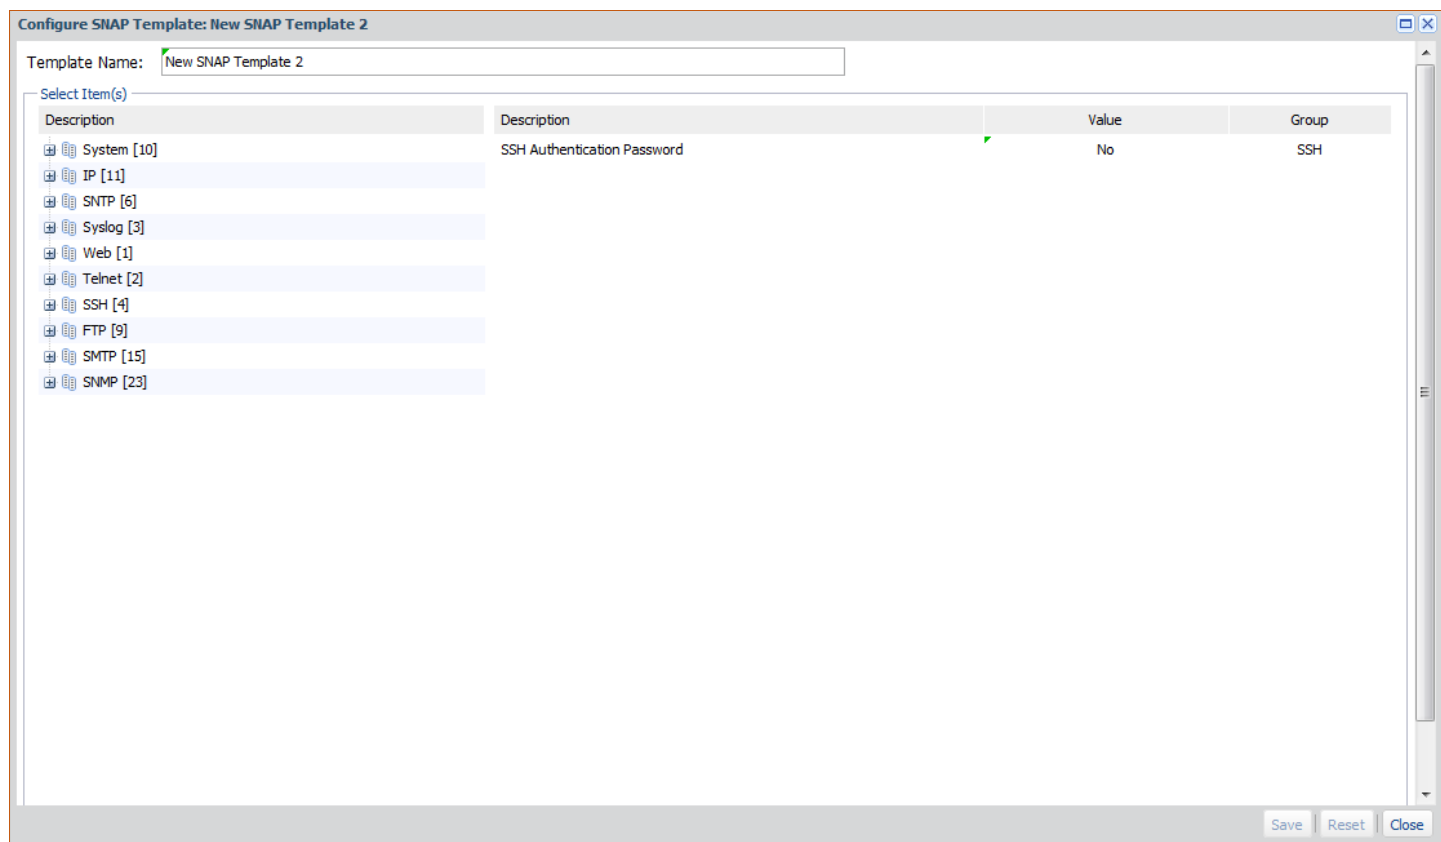 Configure SNAP Template: New SNAP Template 2
Template Name: New SNAP Template 2
Select Item(s)
Description Description Value Group
System [10] SSH Authentication Password No SSH
IP [11]
SNTP [6]
Syslog [3]
Web [1]
Telnet [2]
SSH [4]
FTP [9]
SMTP [15]
SNMP [23]
Save Reset Close